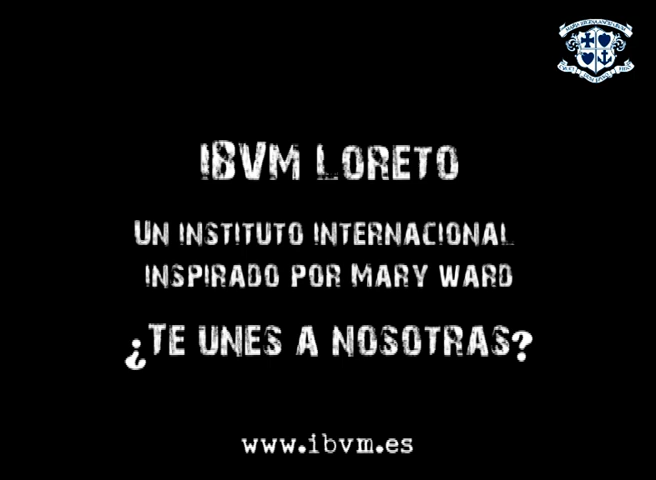 IBVM LORETO
UN INSTITUTO INTERNACIONAL
INSPIRADO POR MARY WARD
¿TE UNES A NOSOTRAS?
www.ibvm.es